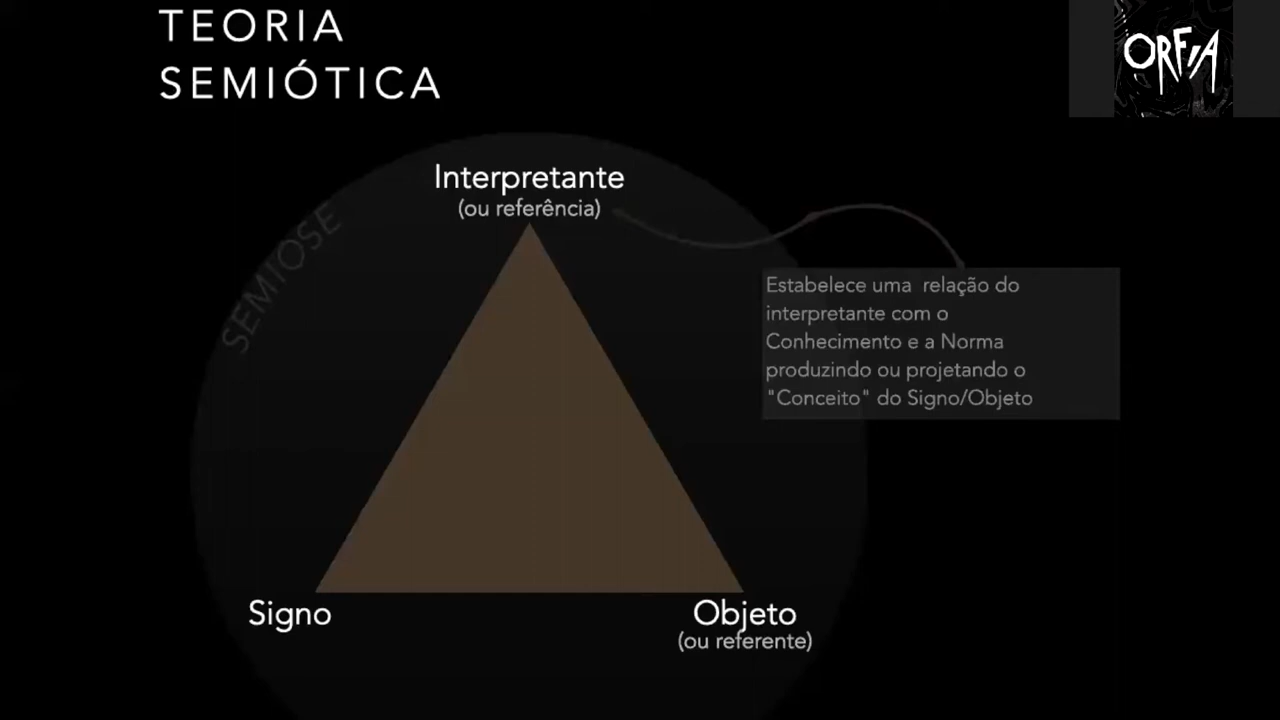 TEORIA
SEMIÓTICA
ORFIA
Interpretante
(ou referência)
SEMIOSE
Estabelece uma relação do
interpretante com o
Conhecimento e a Norma
produzindo ou projetando o
"Conceito" do Signo/Objeto
Signo
Objeto
(ou referente)